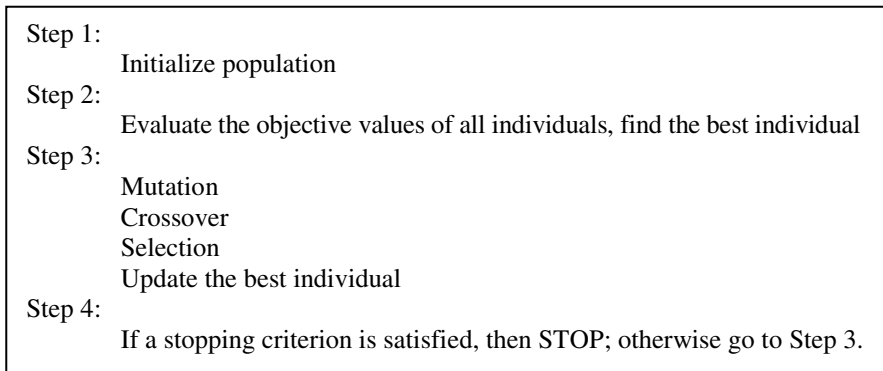 Step 1:
Initialize population
Step 2:
Evaluate the objective values of all individuals, find the best individual
Step 3:
Mutation
Crossover
Selection
Update the best individual
Step 4:
If a stopping criterion is satisfied, then STOP; otherwise go to Step 3.